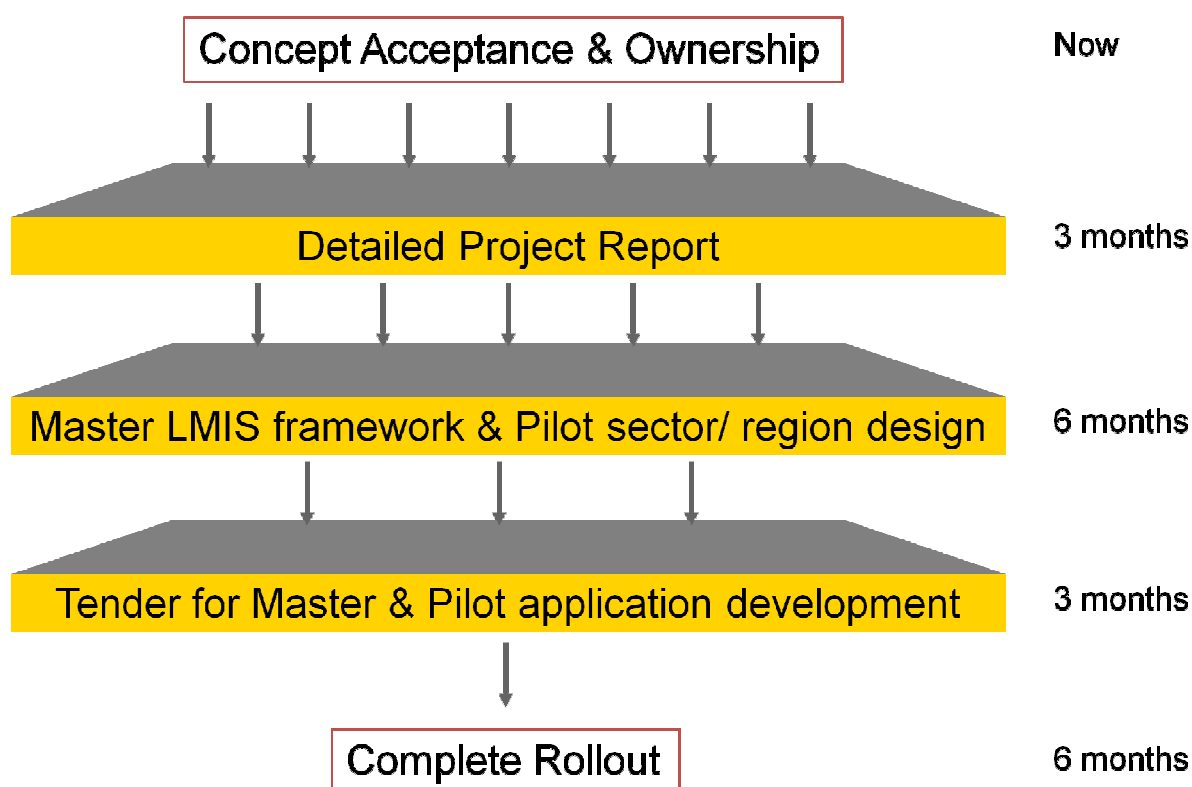 Concept Acceptance & Ownership
Now
Detailed Project Report
3 months
Master LMIS framework & Pilot sector/ region design
6 months
Tender for Master & Pilot application development
3 months
Complete Rollout
6 months